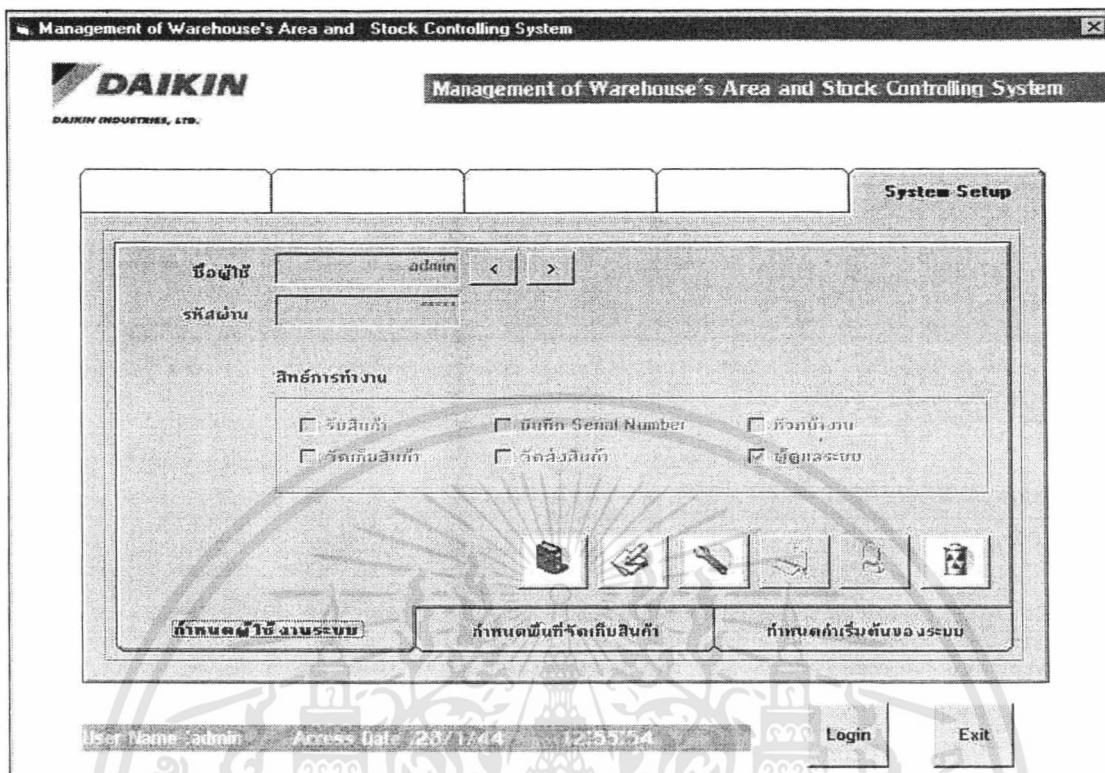 Management of Warehouse's Area and Stock Controlling System
DAIKIN
DAIKIN INDUSTRIES, LTD.
Management of Warehouse's Area and Stock Controlling System
System Setup
ชื่อผู้ใช้ admin < >
รหัสผ่าน *****
สิทธิ์การทำงาน
รับสินค้า บันทึก Serial Number หัวหน้างาน
จัดเก็บสินค้า จัดส่งสินค้า ผู้ดูแลระบบ
กำหนดผู้ใช้งานระบบ กำหนดพื้นที่จัดเก็บสินค้า กำหนดค่าเริ่มต้นของระบบ
User Name :admin Access Date :28/1/44 12:55:54 Login Exit